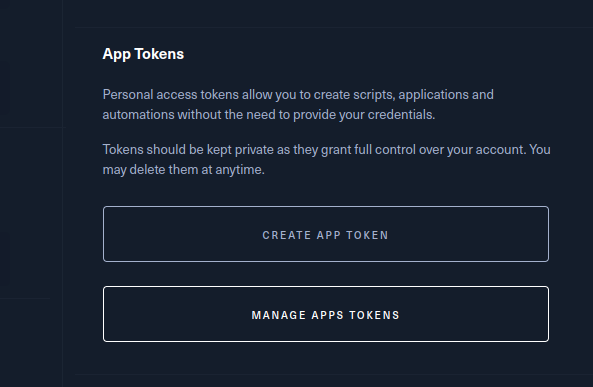 App Tokens
Personal access tokens allow you to create scripts, applications and
automations without the need to provide your credentials.
Tokens should be kept private as they grant full control over your account. You
may delete them at anytime.
CREATE APP TOKEN
MANAGE APPS TOKENS